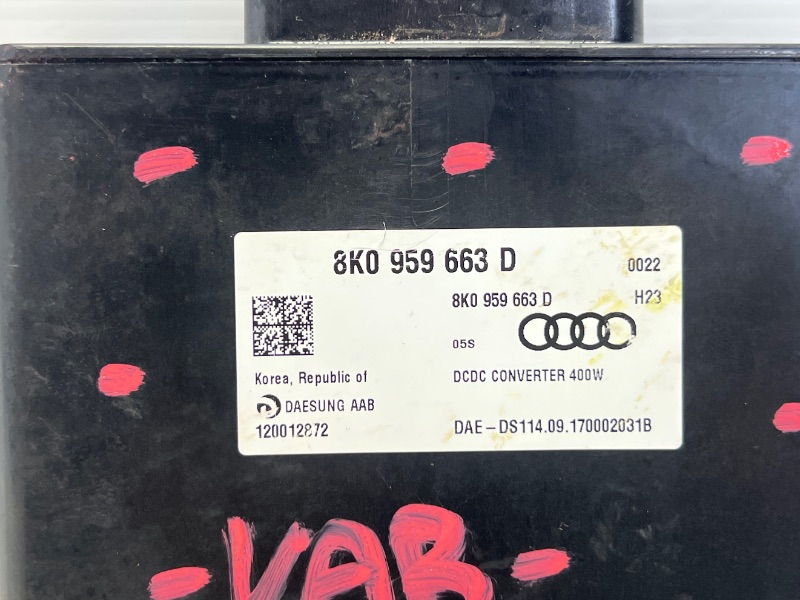 8K0 959 663 D
0022
8K0 959 663 D
H23
05S
Korea, Republic of
DCDC CONVERTER 400W
DAESUNG AAB
120012872
DAE-DS114.09.170002031B
-VAB-